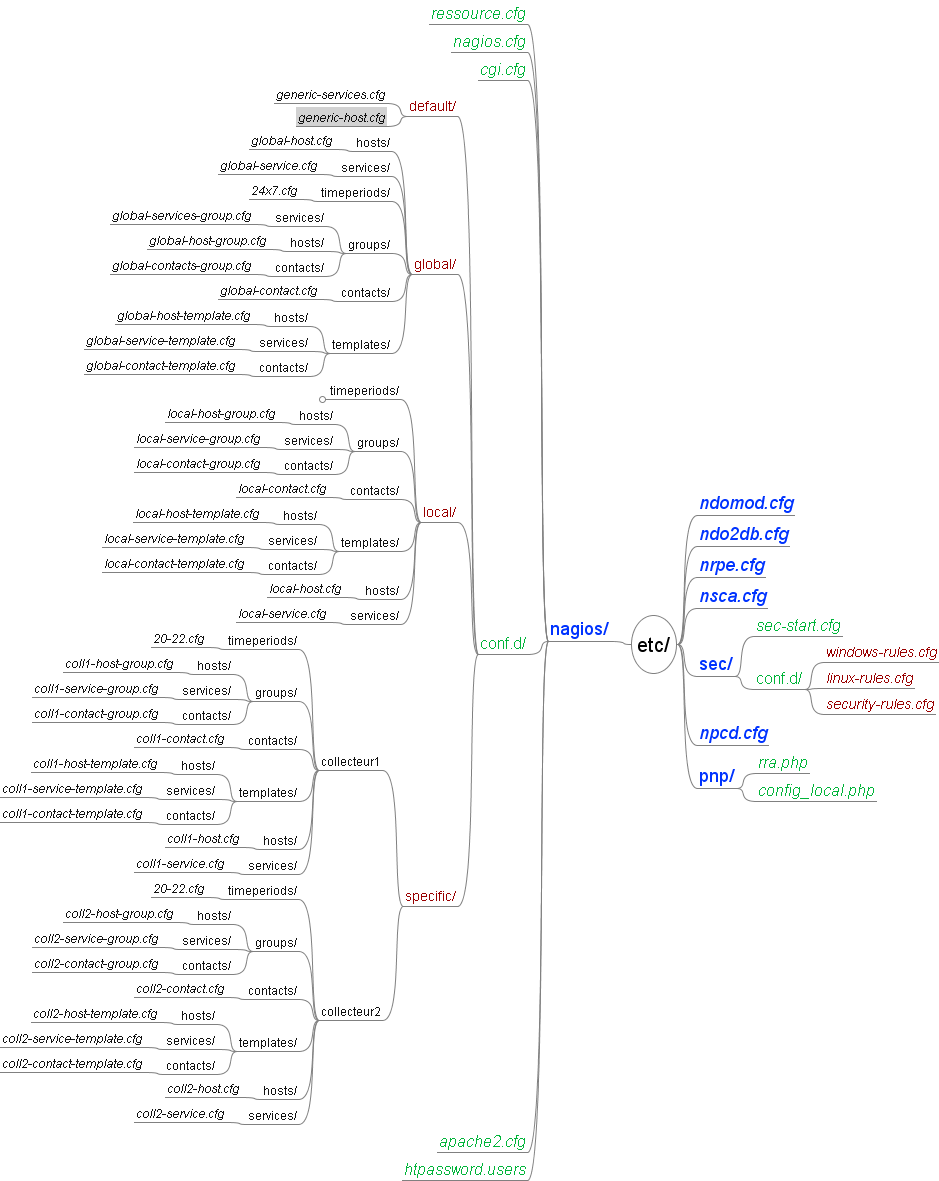 ressource.cfg
nagios.cfg
cgi.cfg
generic-services.cfg
default/
generic-host.cfg
global-host.cfg hosts/
global-service.cfg services/
24x7.cfg timeperiods/
global-services-group.cfg services/
global-host-group.cfg hosts/ groups/
global-contacts-group.cfg contacts/
global/
global-contact.cfg contacts/
global-host-template.cfg hosts/
global-service-template.cfg services/ templates/
global-contact-template.cfg contacts/
timeperiods/
local-host-group.cfg hosts/
local-service-group.cfg services/ groups/
local-contact-group.cfg contacts/
local-contact.cfg contacts/
local-host-template.cfg hosts/
local/
local-service-template.cfg services/ templates/
local-contact-template.cfg contacts/
local-host.cfg hosts/
local-service.cfg services/
20-22.cfg timeperiods/
coll1-host-group.cfg hosts/
coll1-service-group.cfg services/ groups/
coll1-contact-group.cfg contacts/
coll1-contact.cfg contacts/
collecteur1
coll1-host-template.cfg hosts/
coll1-service-template.cfg services/ templates/
coll1-contact-template.cfg contacts/
coll1-host.cfg hosts/
coll1-service.cfg services/
20-22.cfg timeperiods/
specific/
coll2-host-group.cfg hosts/
coll2-service-group.cfg services/ groups/
coll2-contact-group.cfg contacts/
coll2-contact.cfg contacts/
collecteur2
coll2-host-template.cfg hosts/
coll2-service-template.cfg services/ templates/
coll2-contact-template.cfg contacts/
coll2-host.cfg hosts/
coll2-service.cfg services/
conf.d/
apache2.cfg
htpassword.users
nagios/
etc/
ndomod.cfg
ndo2db.cfg
nrpe.cfg
nsca.cfg
sec-start.cfg
sec/
windows-rules.cfg
conf.d/ linux-rules.cfg
security-rules.cfg
npcd.cfg
rra.php
pnp/
config_local.php